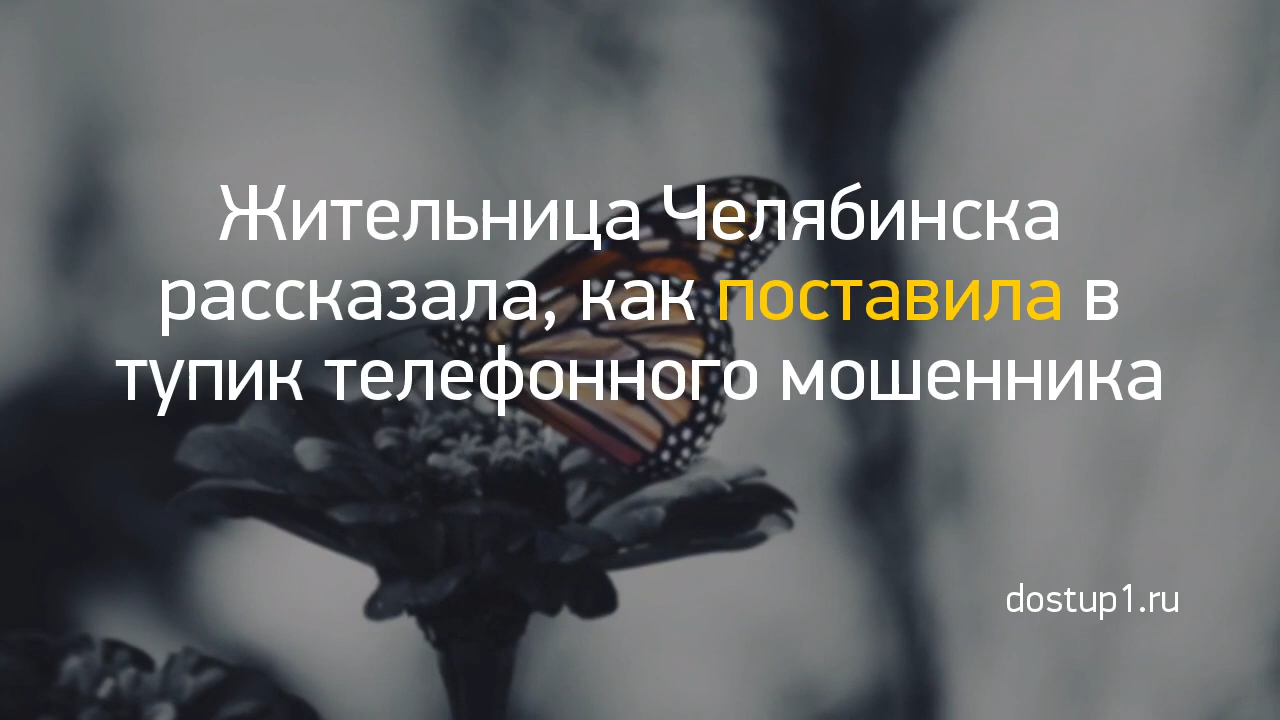 Жительница Челябинска
рассказала, как поставила в
тупик телефонного мошенника
dostup1.ru